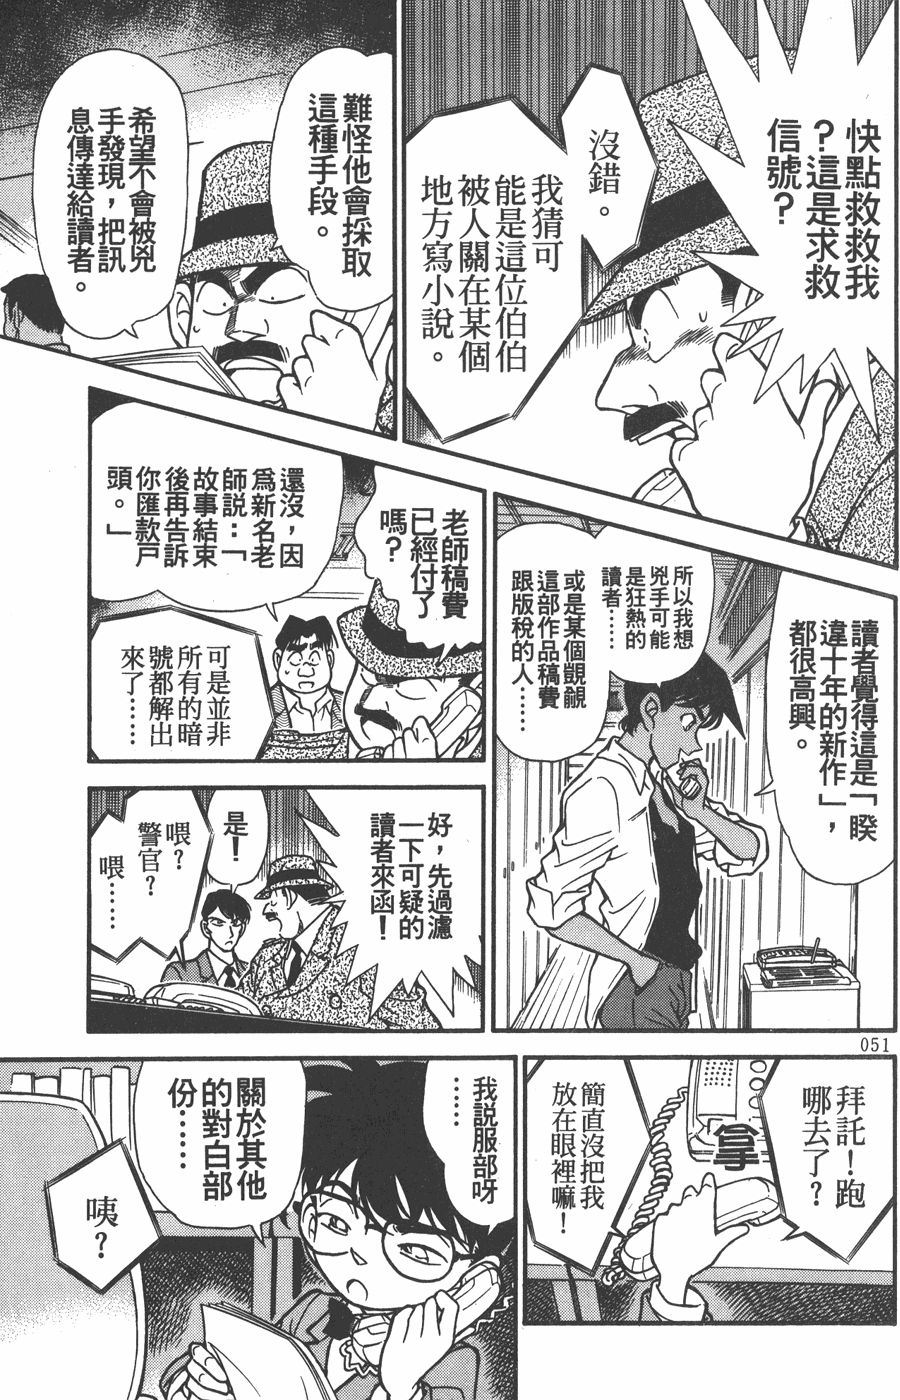 快點救救我
？這是求救
信號？
沒錯。
我猜可
能是這位伯伯
被人關在某個
地方寫小說。
難怪他會採取
這種手段。
希望不會被兇
手發現，把訊
息傳達給讀者。
讀者覺得這是「睽
違十年的新作」，
都很高興。
所以我想
兇手可能
是狂熱的
讀者……
或是某個覬覦
這部作品稿費
跟版稅的人……
老師稿費
已經付了
嗎？
還沒，因
為新名老
師說：「
故事結束
後再告訴
你匯款戶
頭。」
可是並非
所有的暗
號都解出
來了……
好，先過濾
一下可疑的
讀者來函！
是！
喂？
警官？
喂……
051
拜託！跑
哪去了？
簡直沒把我
放在眼裡嘛！
拿
我說服部呀
……
關於其他
的對白部
份……
咦？